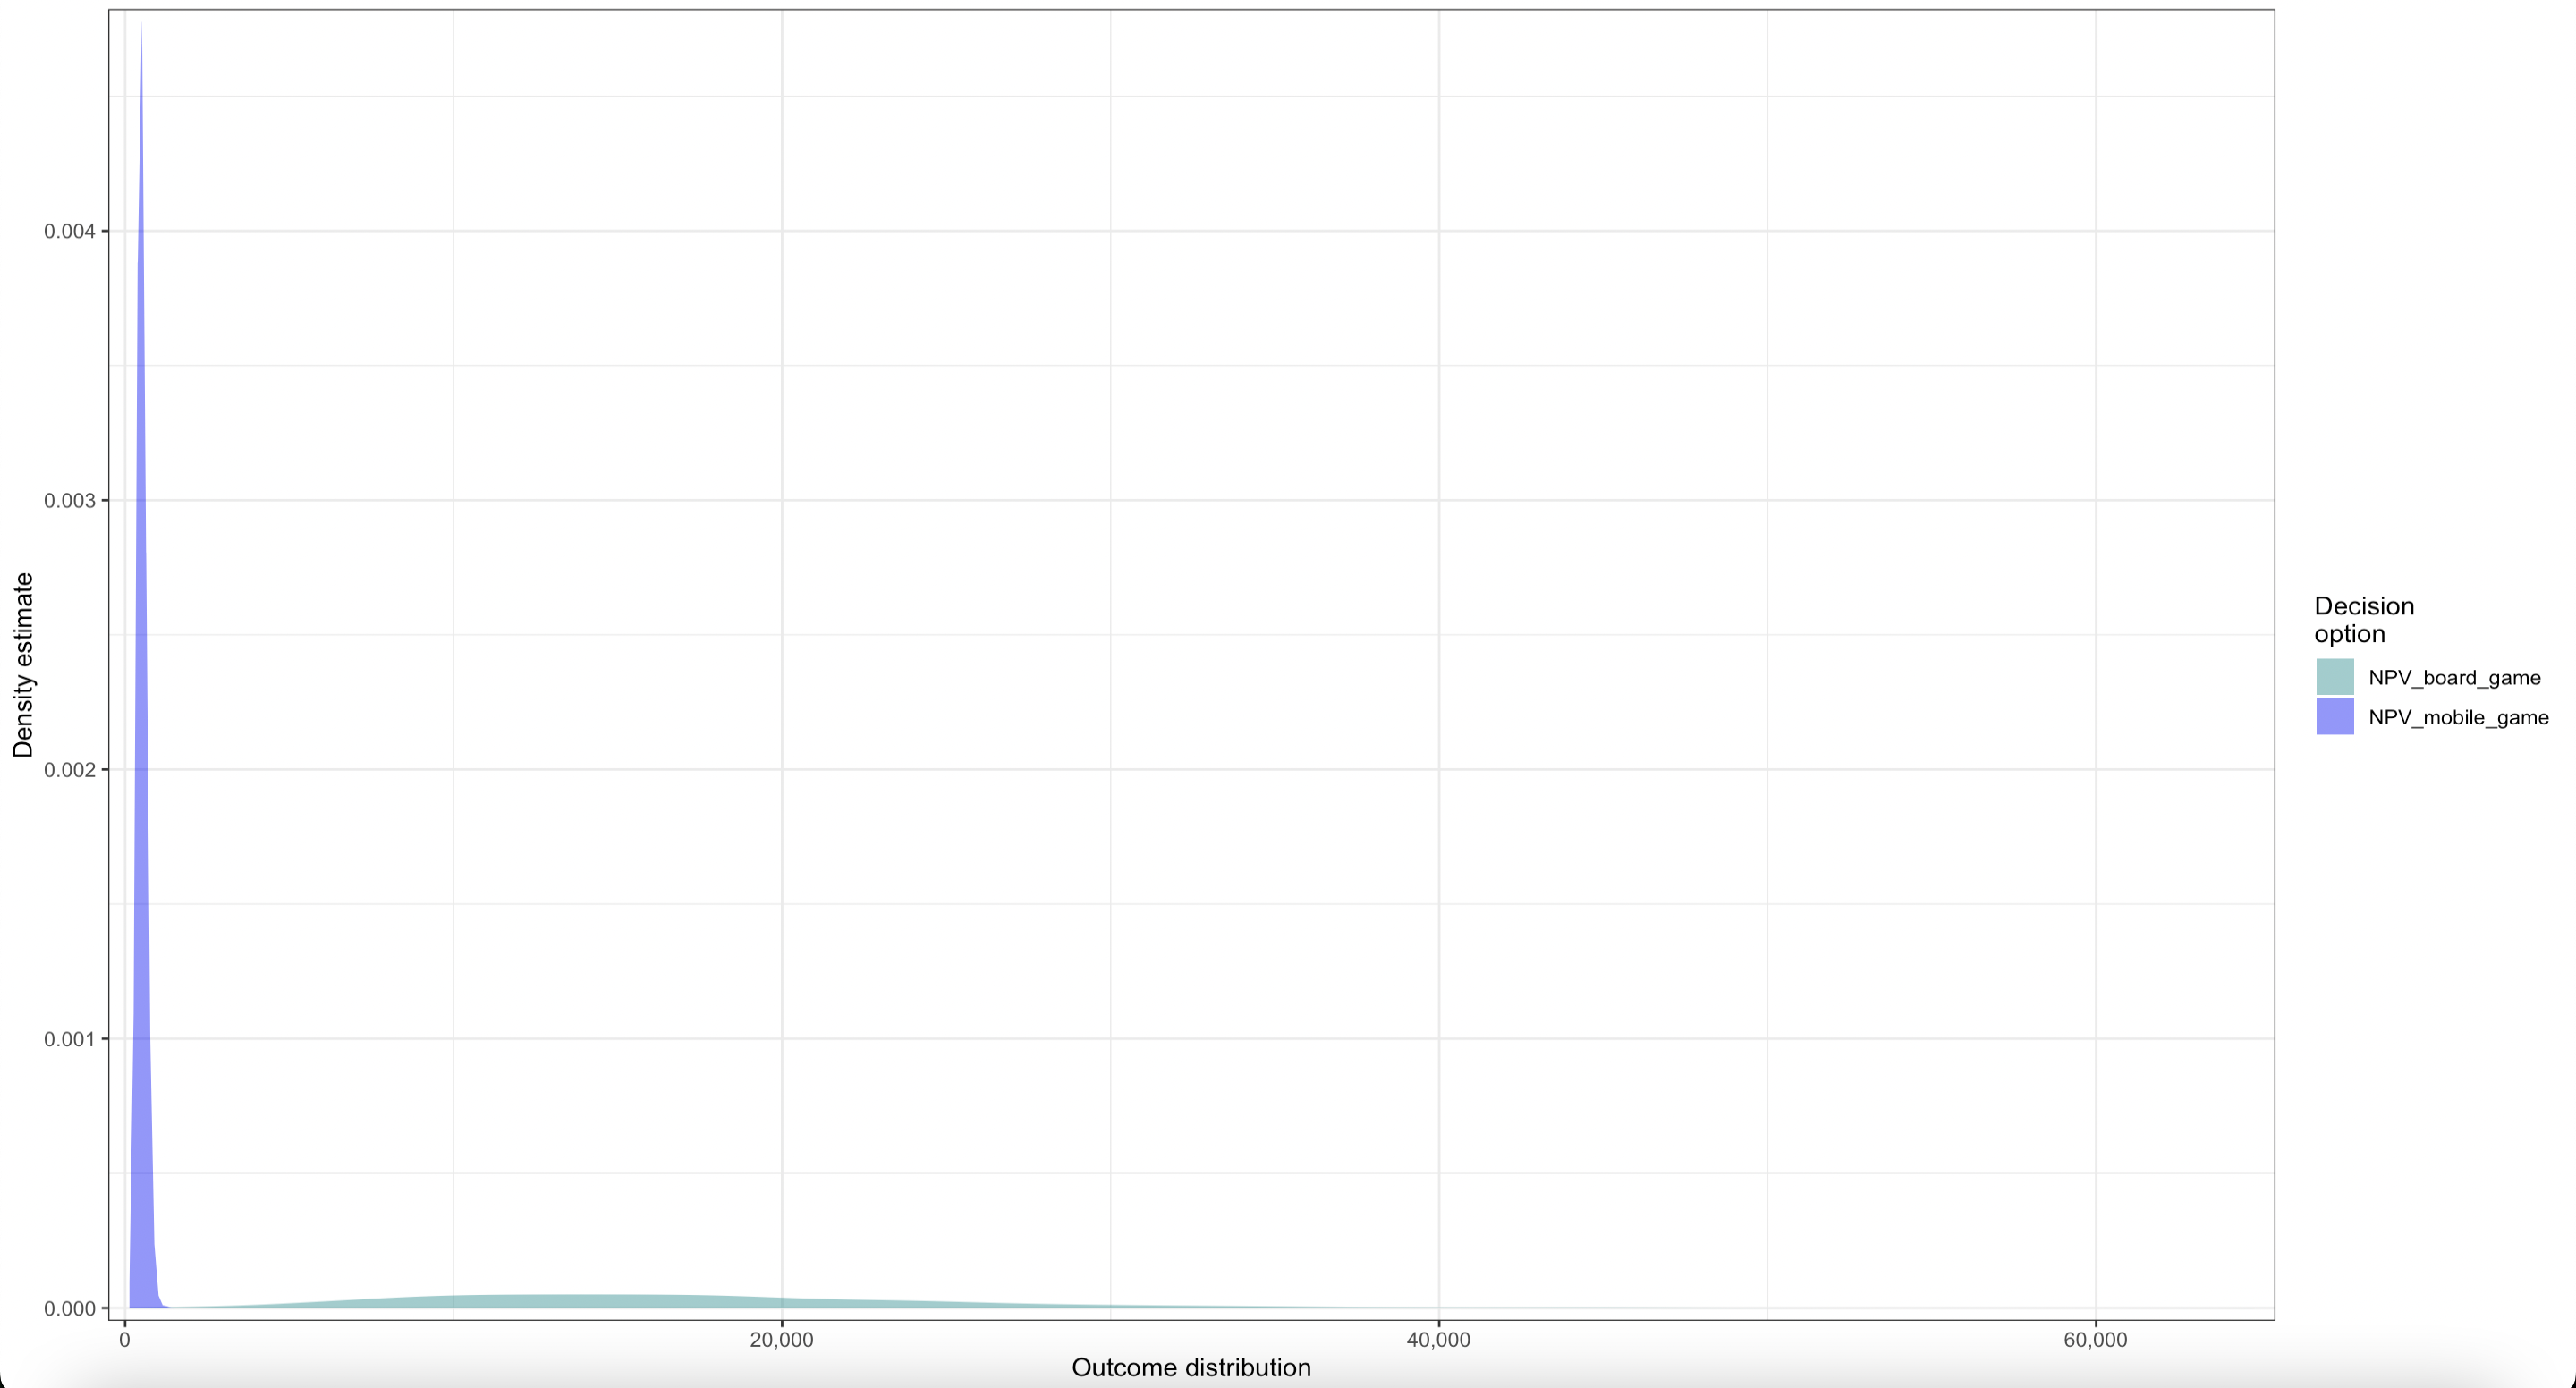 Density estimate
0.004
0.003
0.002
0.001
0.000
0
20,000
40,000
60,000
Outcome distribution
Decision
option
NPV_board_game
NPV_mobile_game